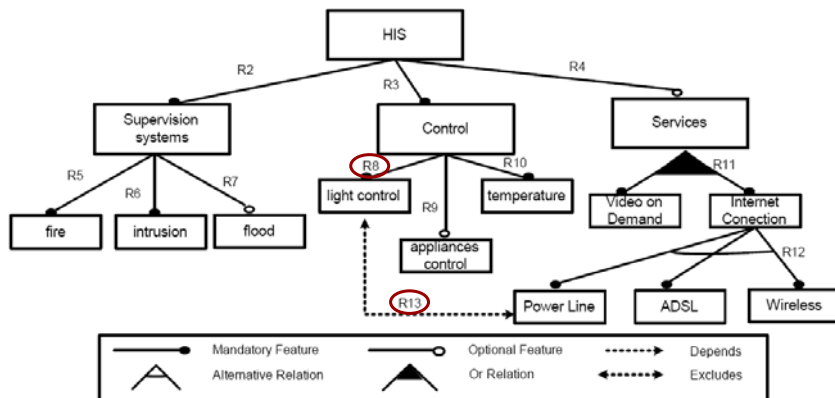 HIS
R2
R3
R4
Supervision
systems
Control
Services
R5
R6
R7
R8
R10
R11
R9
fire
intrusion
flood
light control
temperature
appliances
control
Video on
Demand
Internet
Conection
R12
R13
Power Line
ADSL
Wireless
Mandatory Feature
Optional Feature
Depends
Alternative Relation
Or Relation
Excludes